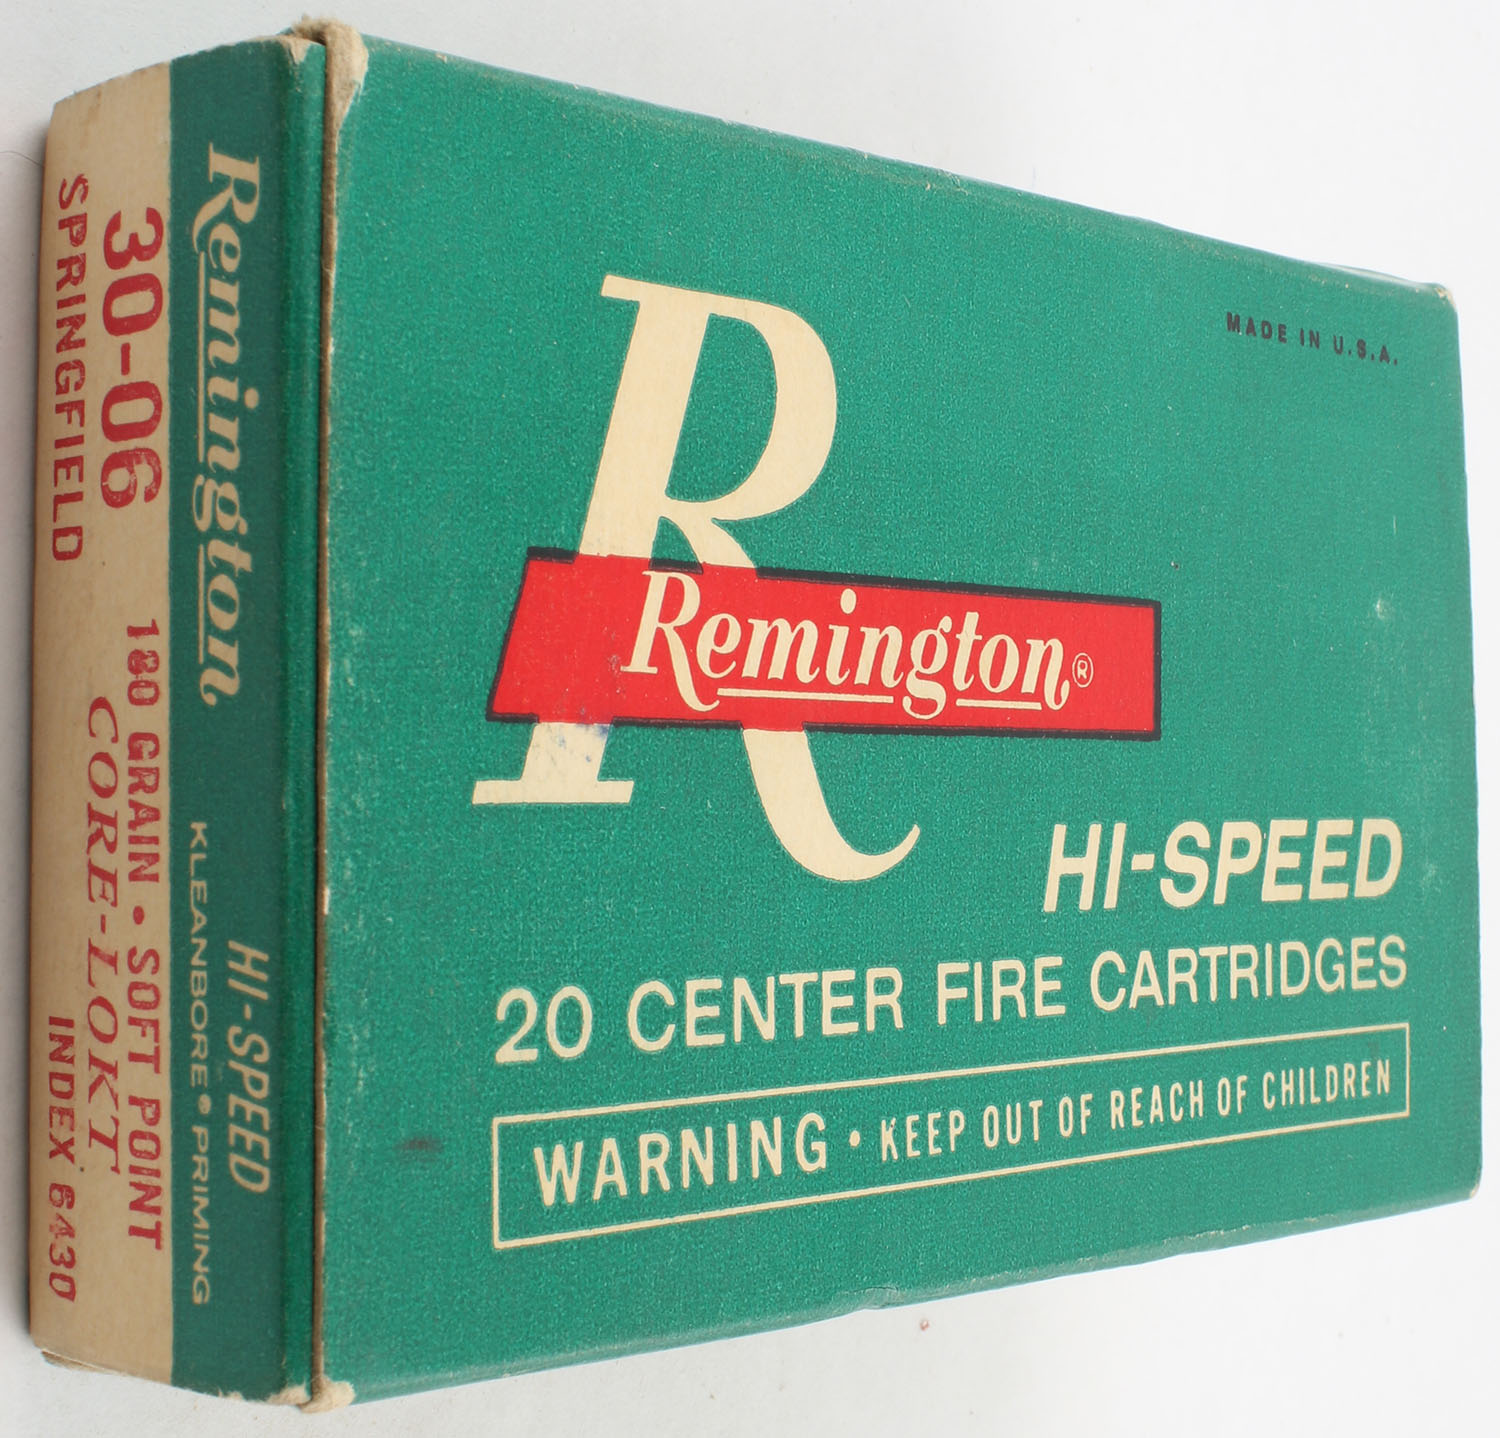 MADE IN U.S.A.
R
Remington®
HI-SPEED
20 CENTER FIRE CARTRIDGES
WARNING • KEEP OUT OF REACH OF CHILDREN
Remington HI-SPEED
KLEANBORE • PRIMING
30-06 180 GRAIN • SOFT POINT
SPRINGFIELD CORE-LOKT
INDEX 6430